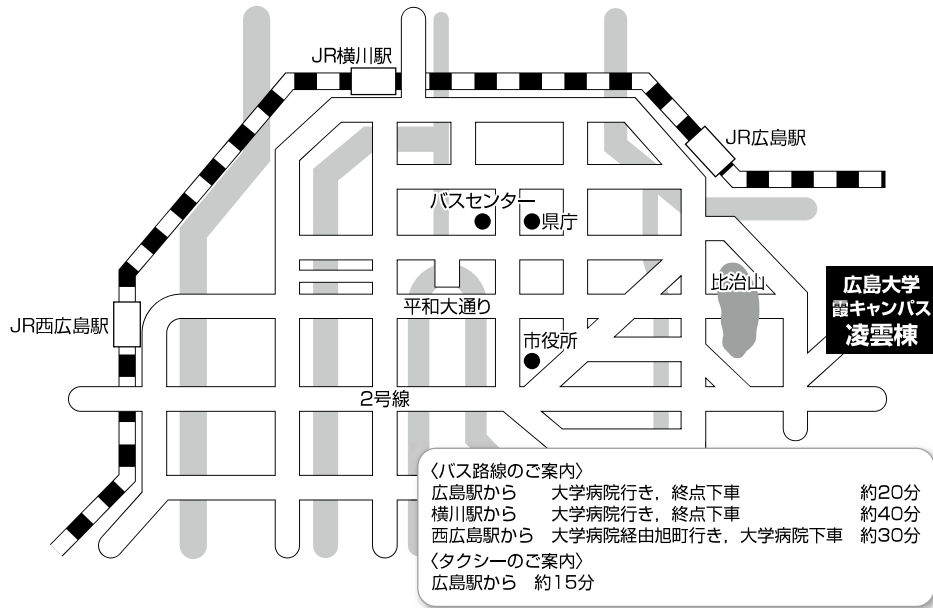 JR横川駅
JR広島駅
バスセンター
県庁
比治山
広島大学
霞キャンパス
凌雲棟
平和大通り
JR西広島駅
市役所
2号線
〈バス路線のご案内〉
広島駅から 大学病院行き，終点下車 約20分
横川駅から 大学病院行き，終点下車 約40分
西広島駅から 大学病院経由旭町行き，大学病院下車 約30分
〈タクシーのご案内〉
広島駅から 約15分